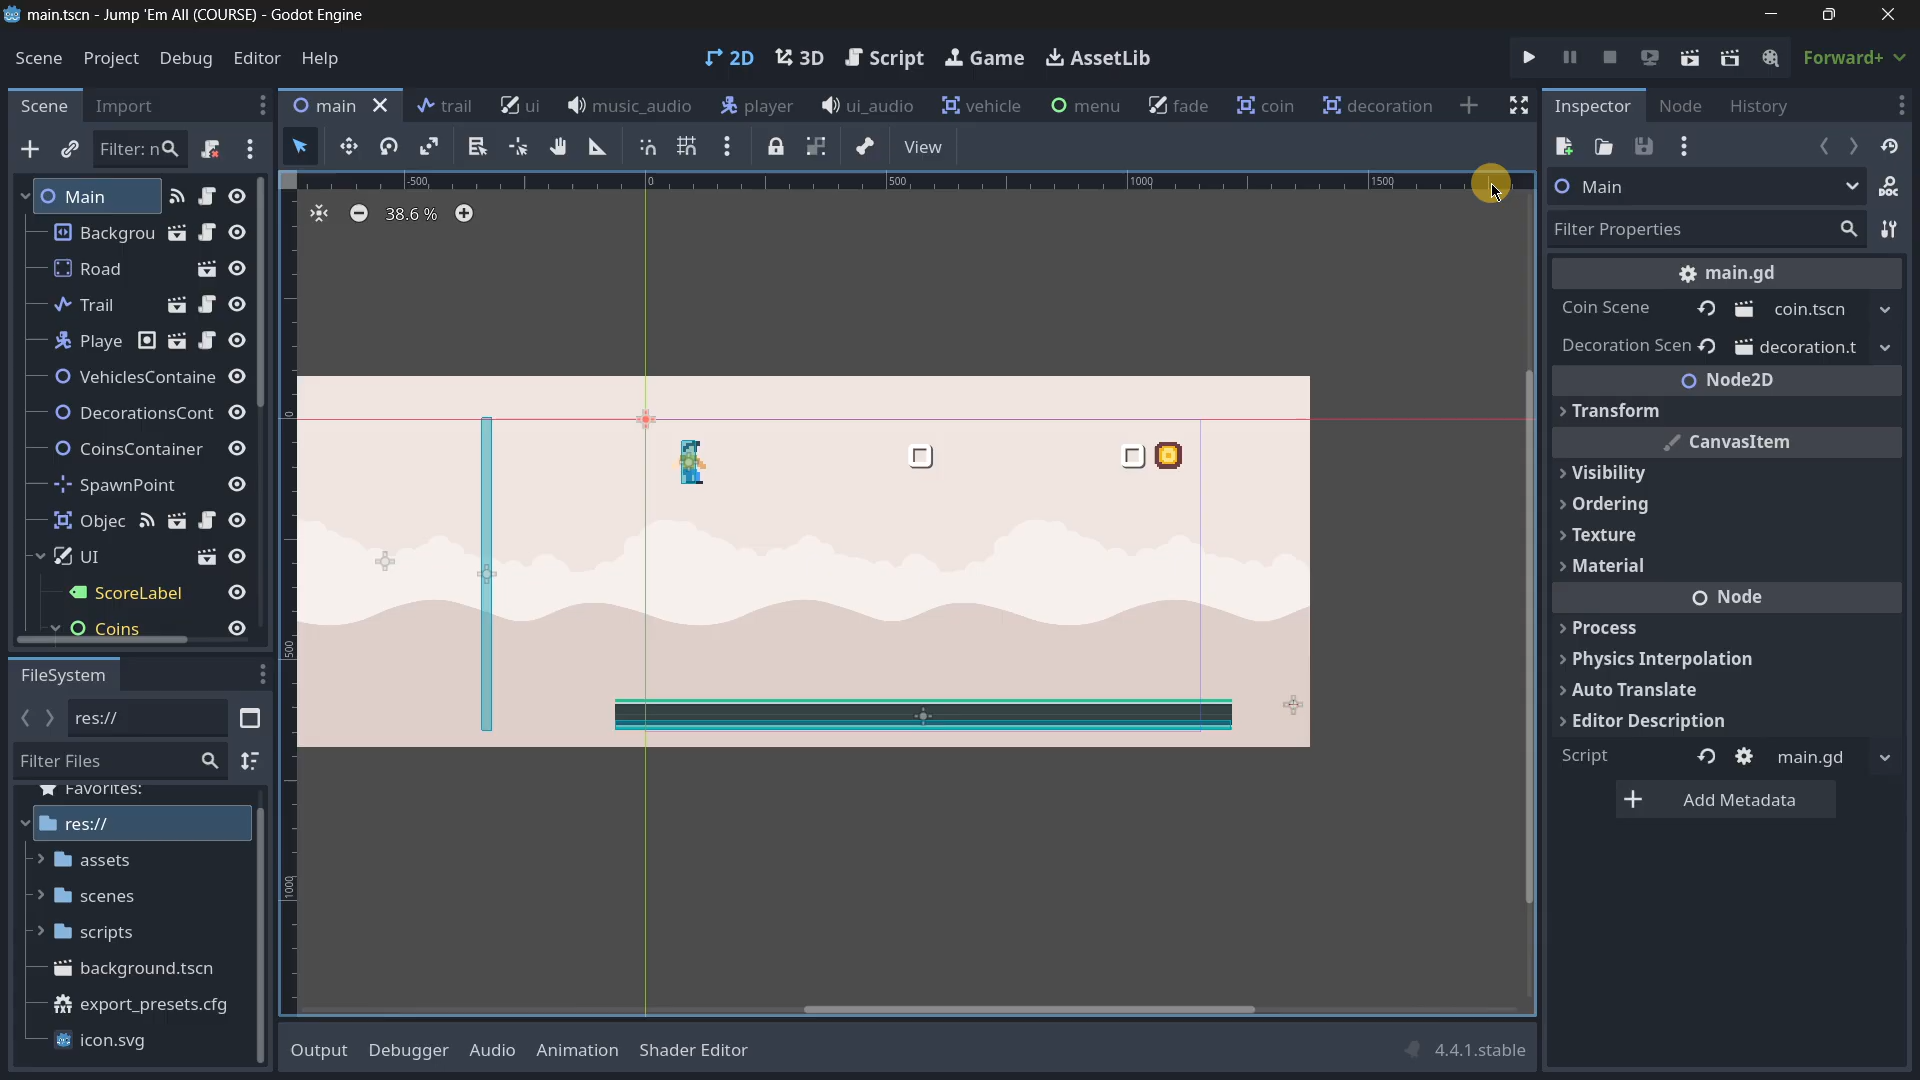 main.tscn - Jump 'Em All (COURSE) - Godot Engine
Scene Project Debug Editor Help
2D 3D Script Game AssetLib
Forward+
Scene Import
main trail ui music_audio player ui_audio vehicle menu fade coin decoration
Inspector Node History
Filter: n
View
Main
Main
-500 0 500 1000 1500
38.6 %
Filter Properties
Backgrou
Road
Trail
Playe
VehiclesContaine
DecorationsCont
CoinsContainer
SpawnPoint
Objec
UI
ScoreLabel
Coins
main.gd
Coin Scene coin.tscn
Decoration Scen decoration.t
Node2D
Transform
CanvasItem
Visibility
Ordering
Texture
Material
Node
Process
Physics Interpolation
Auto Translate
Editor Description
Script main.gd
Add Metadata
0
500
1000
FileSystem
res://
Filter Files
Favorites:
res://
assets
scenes
scripts
background.tscn
export_presets.cfg
icon.svg
Output Debugger Audio Animation Shader Editor
4.4.1.stable